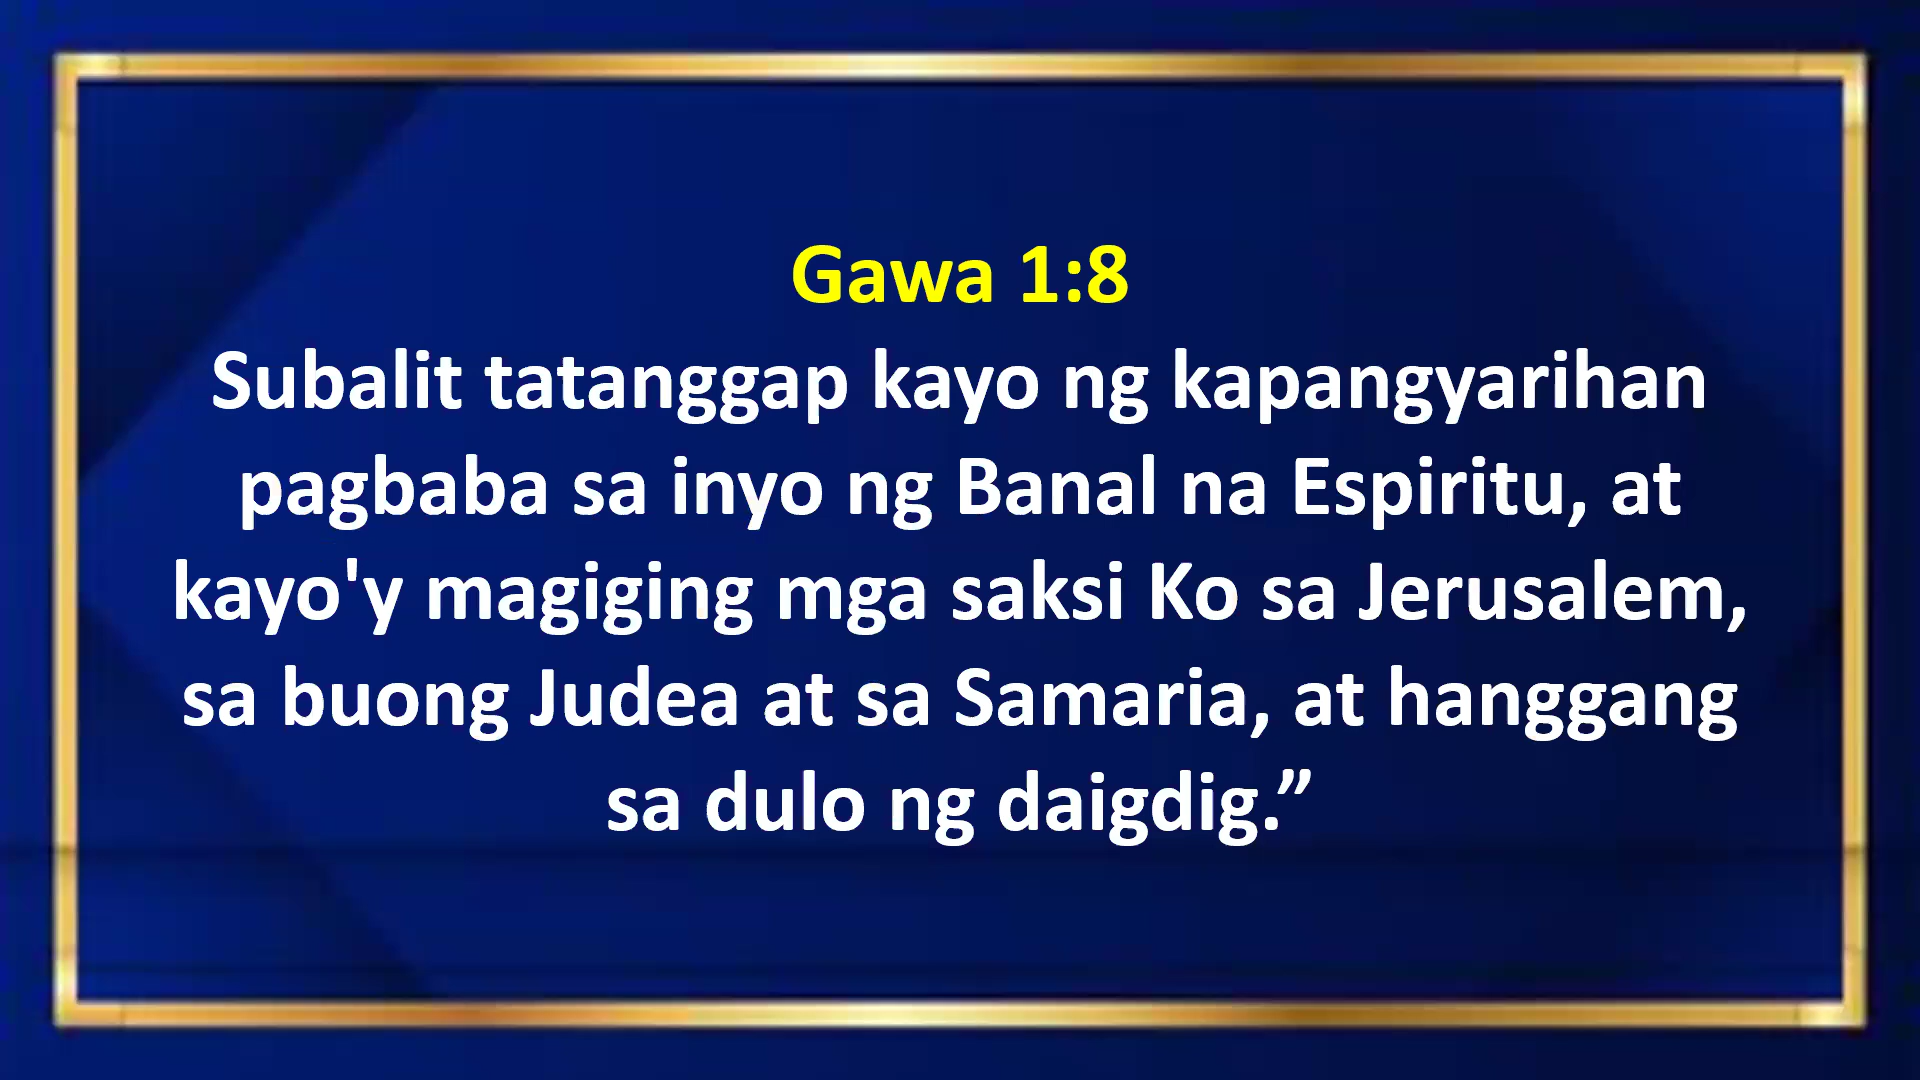 Gawa 1:8
Subalit tatanggap kayo ng kapangyarihan
pagbaba sa inyo ng Banal na Espiritu, at
kayo'y magiging mga saksi Ko sa Jerusalem,
sa buong Judea at sa Samaria, at hanggang
sa dulo ng daigdig.”